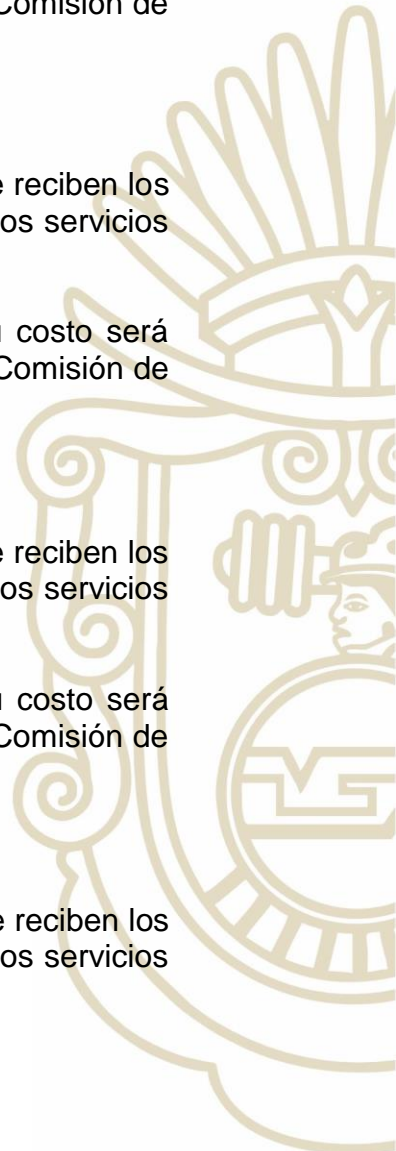 Comisión de
e reciben los
os servicios
costo será
Comisión de
e reciben los
os servicios
costo será
Comisión de
e reciben los
os servicios